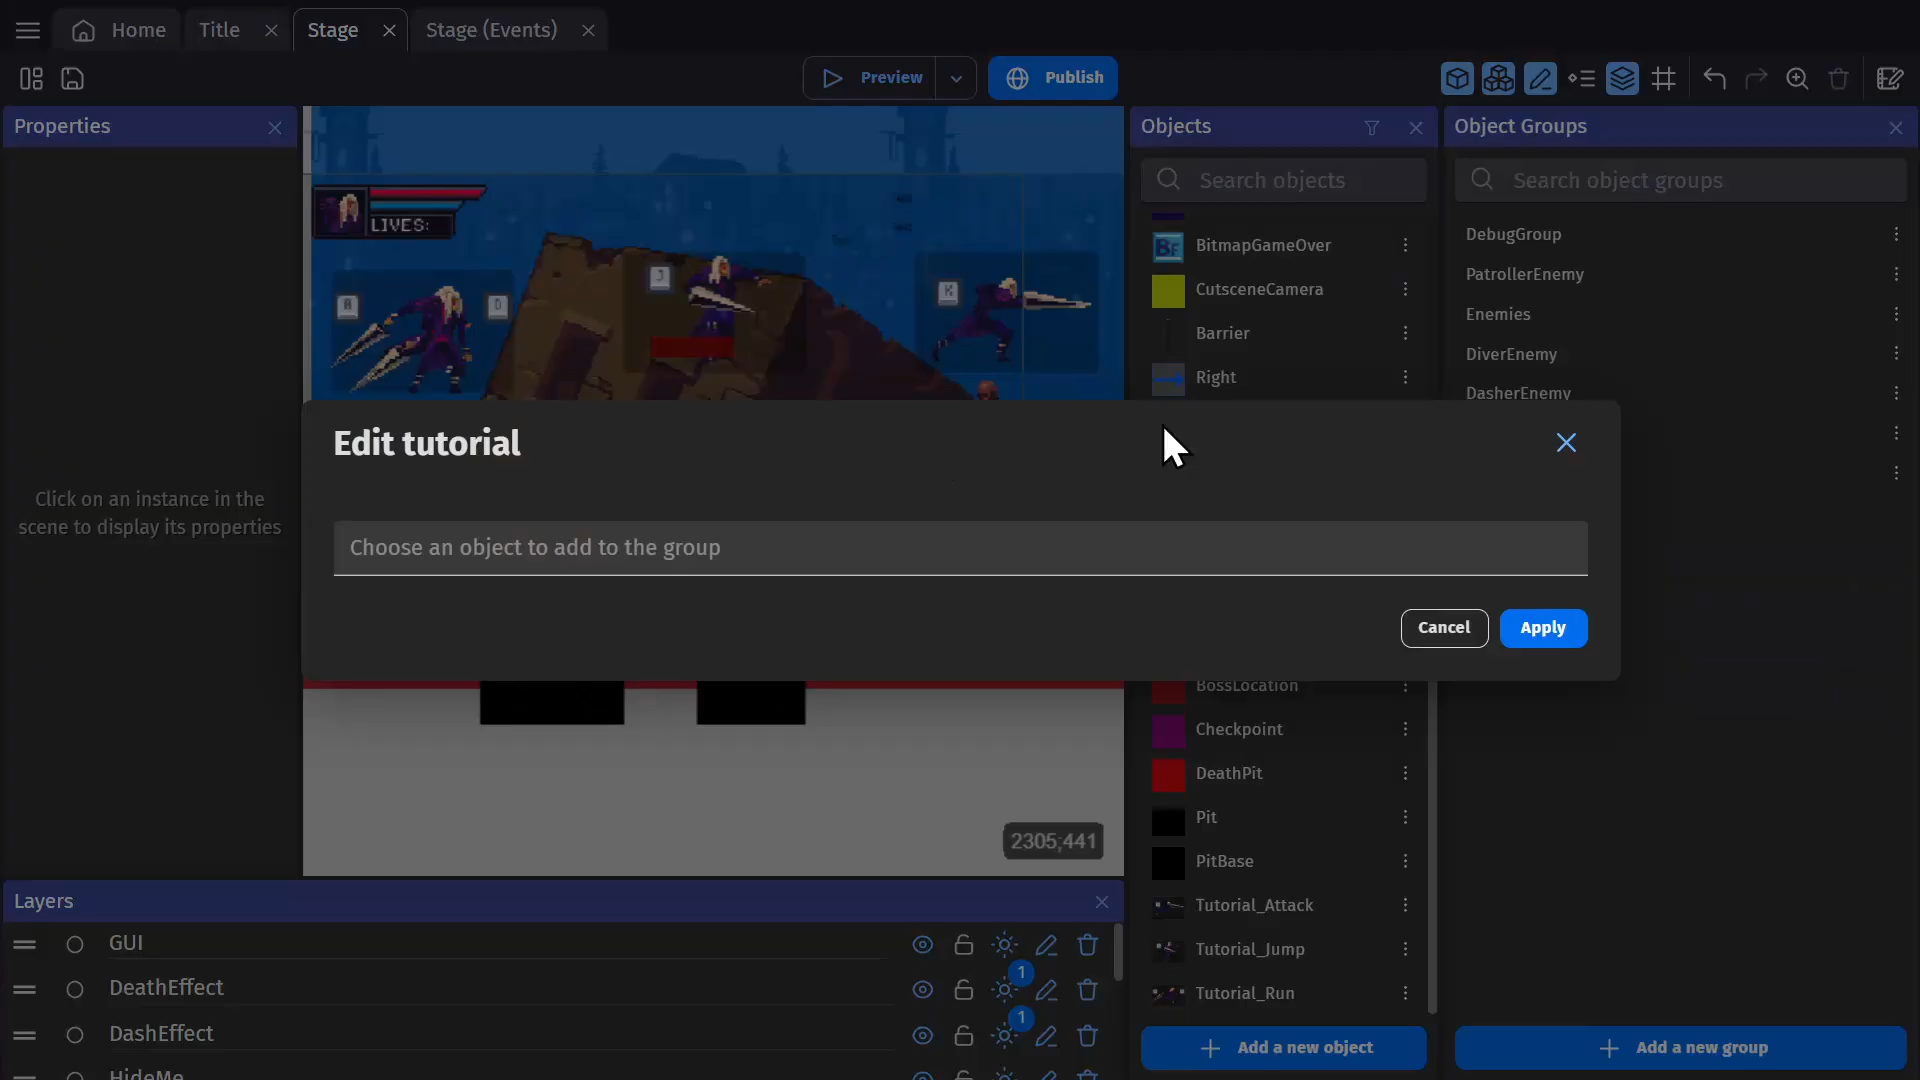 Home
Title
Stage
Stage (Events)
Preview
Publish
Properties
Click on an instance in the
scene to display its properties
LIVES:
A
D
J
K
2305;441
Objects
Search objects
BitmapGameOver
CutsceneCamera
Barrier
Right
BossLocation
Checkpoint
DeathPit
Pit
PitBase
Tutorial_Attack
Tutorial_Jump
Tutorial_Run
Add a new object
Object Groups
Search object groups
DebugGroup
PatrollerEnemy
Enemies
DiverEnemy
DasherEnemy
Add a new group
Edit tutorial
Choose an object to add to the group
Cancel
Apply
Layers
GUI
DeathEffect
1
DashEffect
1
HideMe